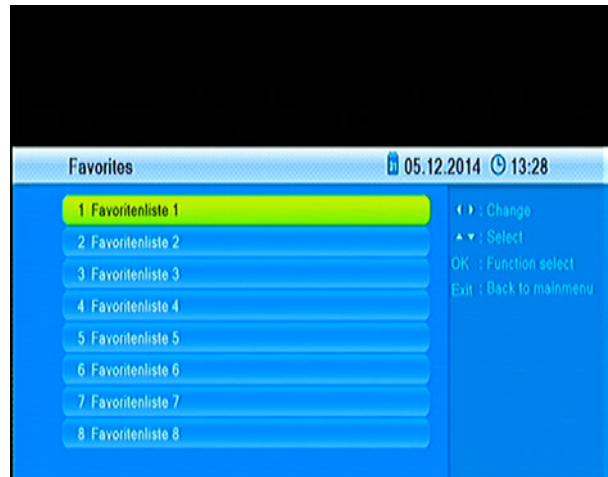 Favorites 31 05.12.2014 13:28
1 Favoritenliste 1
2 Favoritenliste 2
3 Favoritenliste 3
4 Favoritenliste 4
5 Favoritenliste 5
6 Favoritenliste 6
7 Favoritenliste 7
8 Favoritenliste 8
: Change
: Select
OK : Function select
Exit : Back to mainmenu